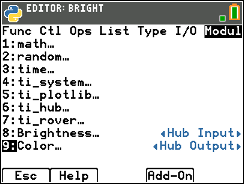 EDITOR: BRIGHT
Func Ctl Ops List Type I/O Modul
1:math…
2:random…
3:time…
4:ti_system…
5:ti_plotlib…
6:ti_hub…
7:ti_rover…
8:Brightness… ◂Hub Input▸
9:Color… ◂Hub Output▸
Esc Help Add-On